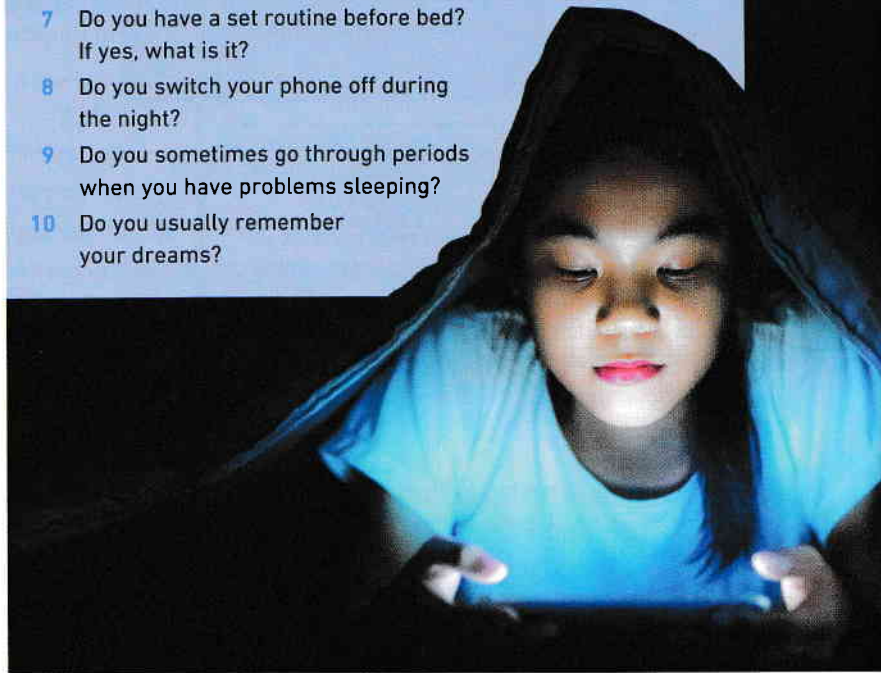 7 Do you have a set routine before bed?
If yes, what is it?
8 Do you switch your phone off during
the night?
9 Do you sometimes go through periods
when you have problems sleeping?
10 Do you usually remember
your dreams?